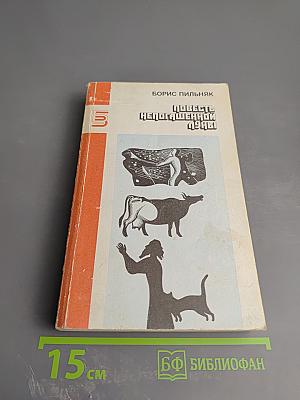 БОРИС ПИЛЬНЯК
ПОВЕСТЬ
НЕПОГАШЕННОЙ
ЛУНЫ
15 см
БФ БИБЛИОФАН